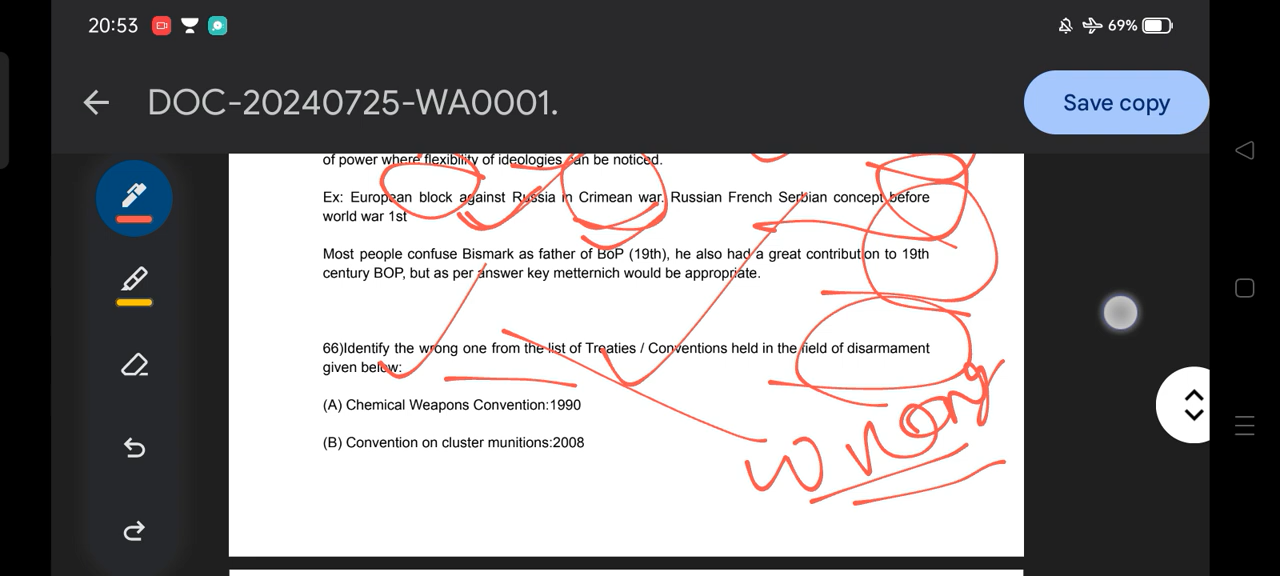 20:53
69%
DOC-20240725-WA0001.
Save copy
of power where flexibility of ideologies can be noticed.
Ex: European block against Russia in Crimean war. Russian French Serbian concept before
world war 1st
Most people confuse Bismark as father of BoP (19th), he also had a great contribution to 19th
century BOP, but as per answer key metternich would be appropriate.
66)Identify the wrong one from the list of Treaties / Conventions held in the field of disarmament
given below:
(A) Chemical Weapons Convention:1990
(B) Convention on cluster munitions:2008
wrong